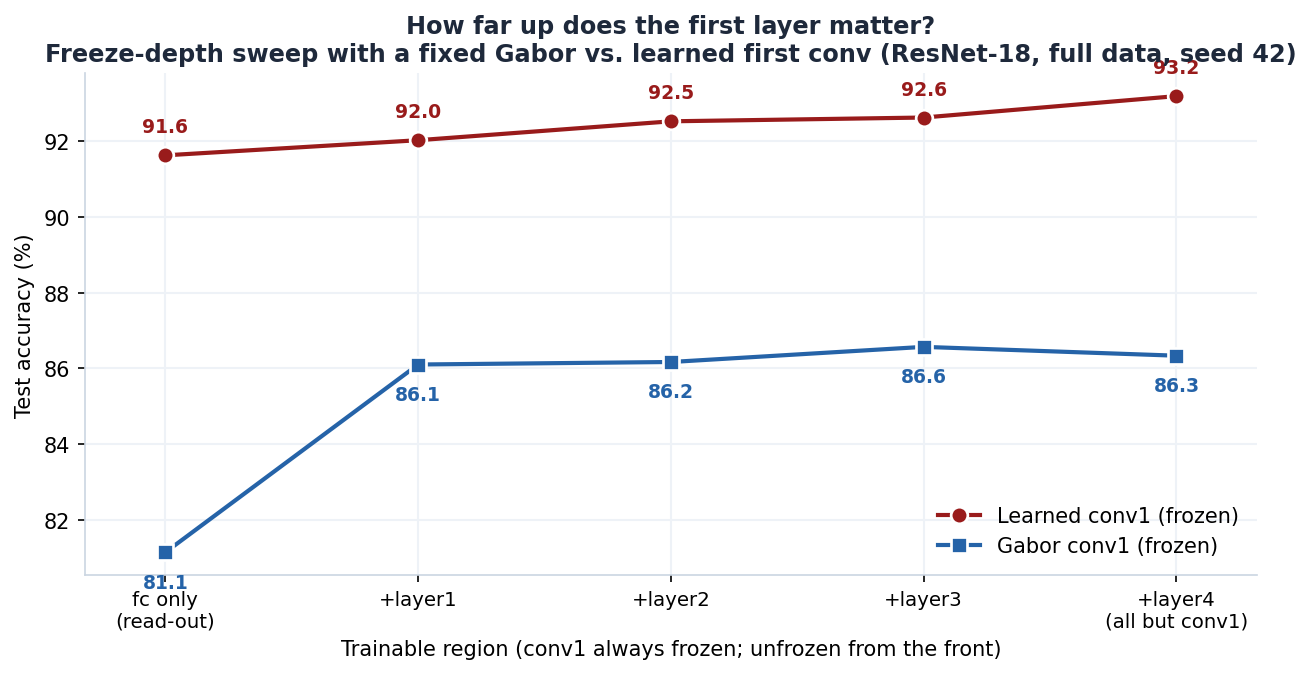 How far up does the first layer matter?
Freeze-depth sweep with a fixed Gabor vs. learned first conv (ResNet-18, full data, seed 42)
93.2
92.6
92.5
92.0
91.6
92
90
88
86
84
82
Test accuracy (%)
86.1
86.2
86.6
86.3
81.1
Learned conv1 (frozen)
Gabor conv1 (frozen)
fc only
(read-out)
+layer1
+layer2
+layer3
+layer4
(all but conv1)
Trainable region (conv1 always frozen; unfrozen from the front)